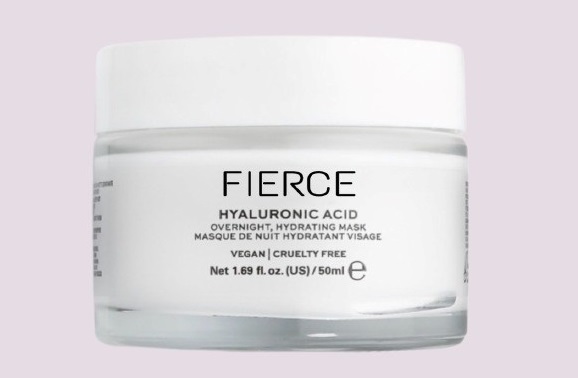 FIERCE
HYALURONIC ACID
OVERNIGHT, HYDRATING MASK
MASQUE DE NUIT HYDRATANT VISAGE
VEGAN | CRUELTY FREE
Net 1.69 fl. oz. (US) / 50ml ℮